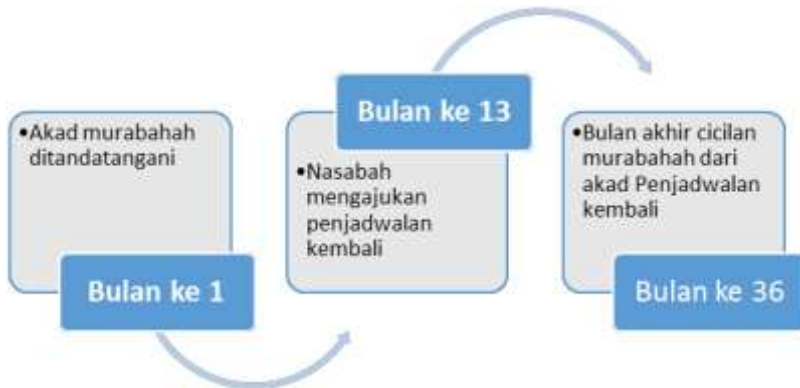 •Akad murabahah
ditandatangani
Bulan ke 1
Bulan ke 13
•Nasabah
mengajukan
penjadwalan
kembali
•Bulan akhir cicilan
murabahah dari
akad Penjadwalan
kembali
Bulan ke 36